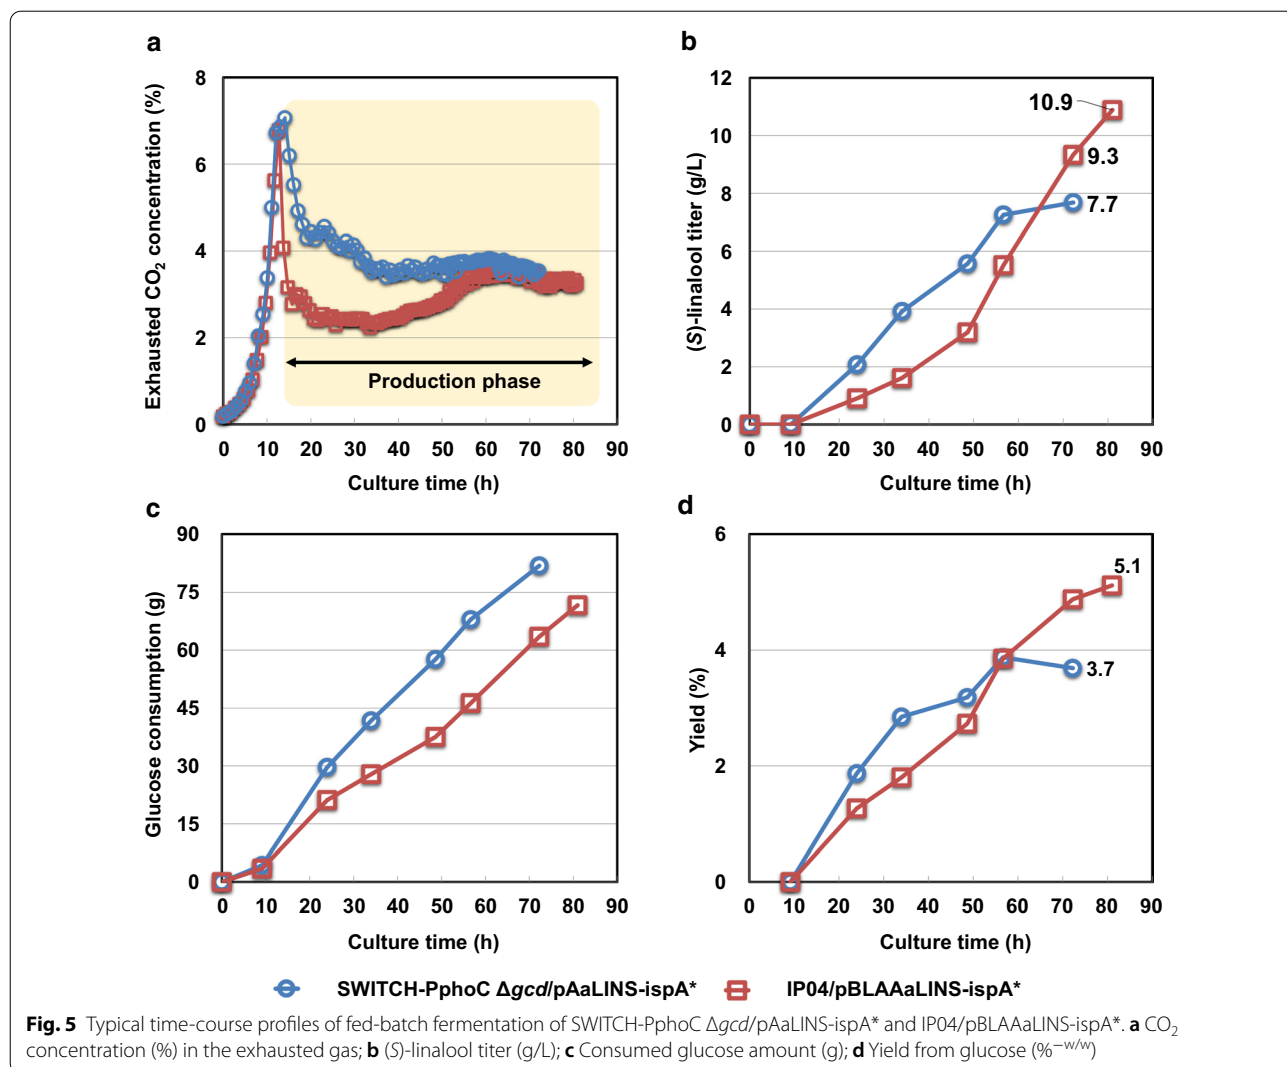 a
Exhausted CO₂ concentration (%)
8
6
4
2
0
Production phase
0 10 20 30 40 50 60 70 80 90
Culture time (h)
b
(S)-linalool titer (g/L)
12
10
8
6
4
2
0
10.9
9.3
7.7
0 10 20 30 40 50 60 70 80 90
Culture time (h)
c
Glucose consumption (g)
90
75
60
45
30
15
0
0 10 20 30 40 50 60 70 80 90
Culture time (h)
d
Yield (%)
6
4
2
0
5.1
3.7
0 10 20 30 40 50 60 70 80 90
Culture time (h)
SWITCH-PphoC Δgcd/pAaLINS-ispA* IP04/pBLAAaLINS-ispA*
Fig. 5 Typical time-course profiles of fed-batch fermentation of SWITCH-PphoC Δgcd/pAaLINS-ispA* and IP04/pBLAAaLINS-ispA*. a CO₂
concentration (%) in the exhausted gas; b (S)-linalool titer (g/L); c Consumed glucose amount (g); d Yield from glucose (%⁻ʷ/ʷ)